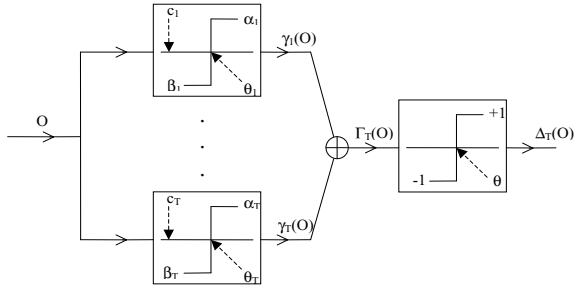 c₁
α₁
β₁
θ₁
γ₁(O)
O
Γ_T(O)
+1
-1
θ
Δ_T(O)
c_T
α_T
β_T
θ_T
γ_T(O)